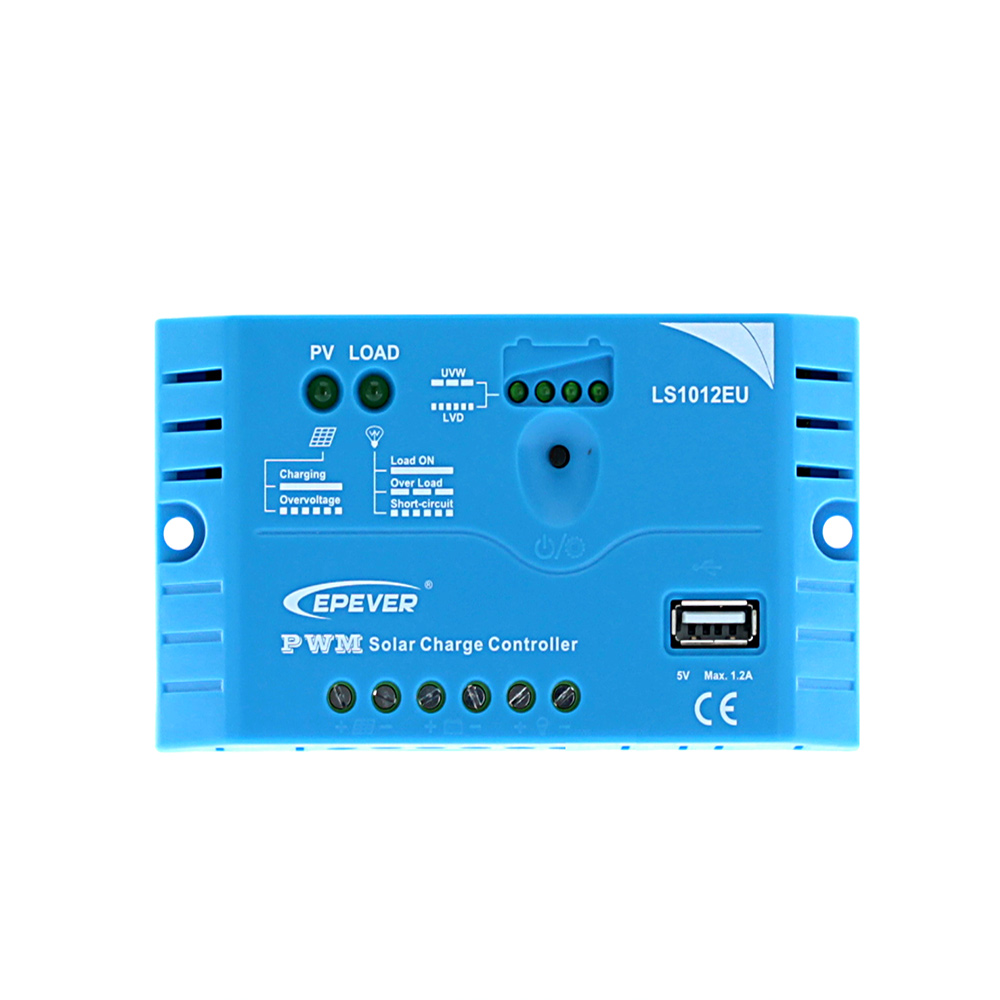 PV LOAD
UVW
LVD
LS1012EU
Charging
Overvoltage
Load ON
Over Load
Short-circuit
EPEVER®
PWM Solar Charge Controller
5V Max. 1.2A
CE
+ - + - + -